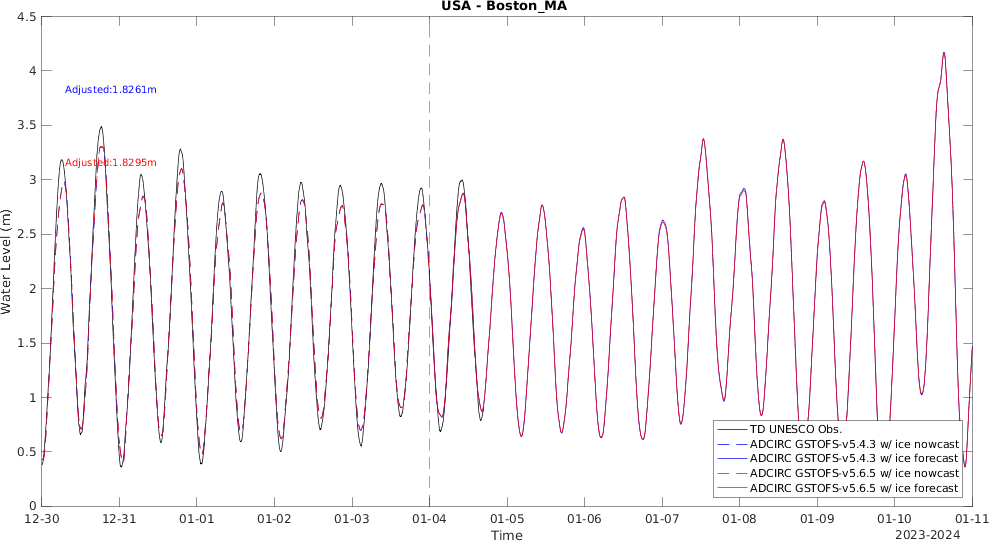 USA - Boston_MA
4.5
4
3.5
3
2.5
2
1.5
1
0.5
0
Water Level (m)
Adjusted:1.8261m
Adjusted:1.8295m
TD UNESCO Obs.
ADCIRC GSTOFS-v5.4.3 w/ ice nowcast
ADCIRC GSTOFS-v5.4.3 w/ ice forecast
ADCIRC GSTOFS-v5.6.5 w/ ice nowcast
ADCIRC GSTOFS-v5.6.5 w/ ice forecast
12-30 12-31 01-01 01-02 01-03 01-04 01-05 01-06 01-07 01-08 01-09 01-10 01-11
Time
2023-2024